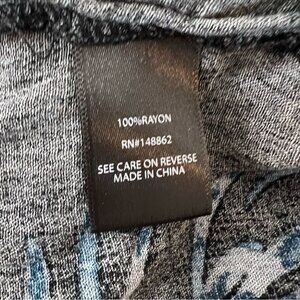 100%RAYON
RN#148862
SEE CARE ON REVERSE
MADE IN CHINA